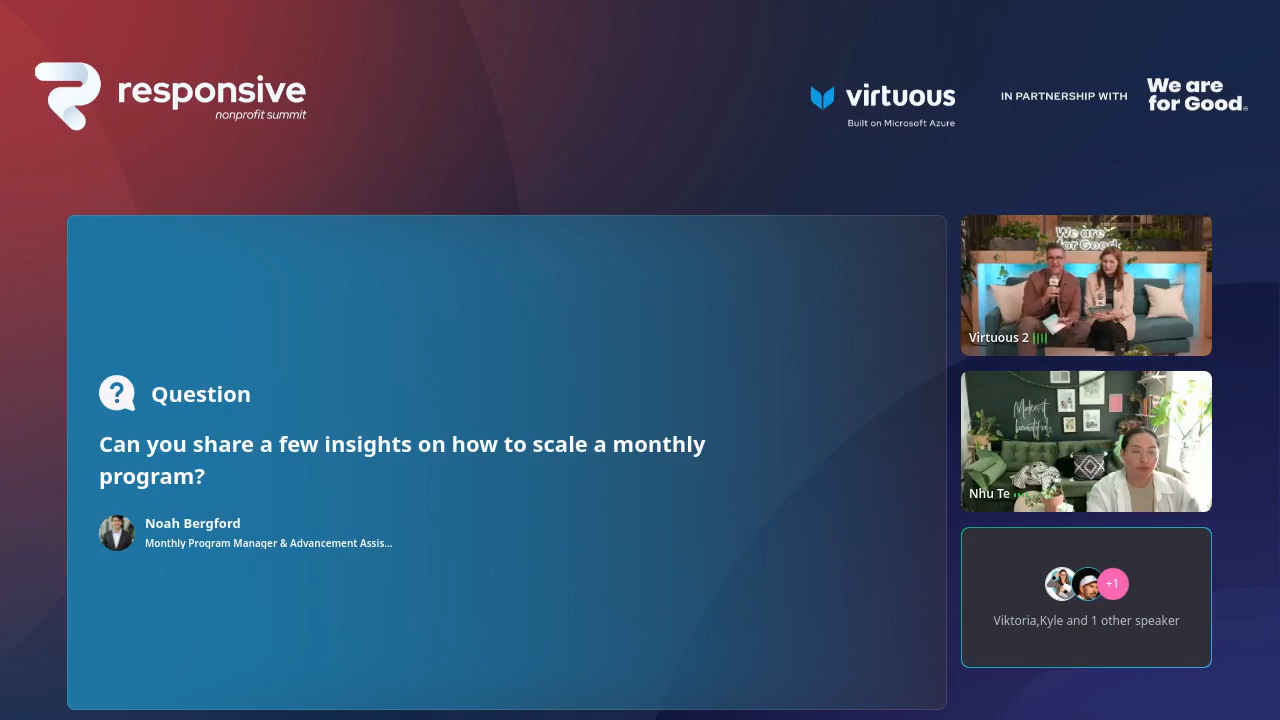 responsive
nonprofit summit
virtuous
Built on Microsoft Azure
IN PARTNERSHIP WITH
We are
for Good®
Question
Can you share a few insights on how to scale a monthly
program?
Noah Bergford
Monthly Program Manager & Advancement Assis...
We are
for Good
Virtuous 2
Make it
beautiful
Nhu Te
+1
Viktoria,Kyle and 1 other speaker